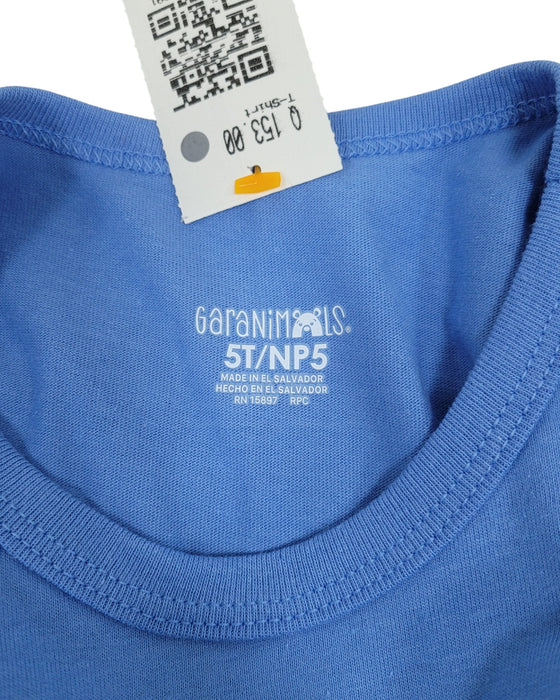 Q 153.00
T-Shirt
GaRaNiMALS®
5T/NP5
MADE IN EL SALVADOR
HECHO EN EL SALVADOR
RN 15897 RPC